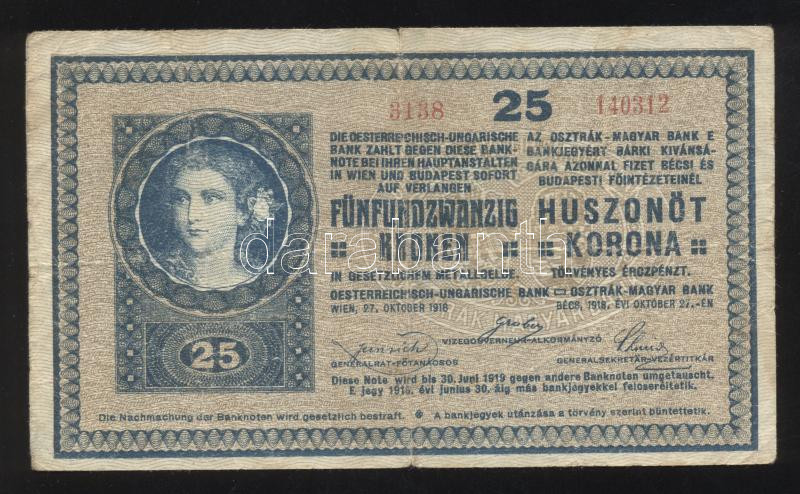 3138 25 140312
DIE OESTERREICHISCH-UNGARISCHE
BANK ZAHLT GEGEN DIESE BANK-
NOTE BEI IHREN HAUPTANSTALTEN
IN WIEN UND BUDAPEST SOFORT
AUF VERLANGEN
FÜNFUNDZWANZIG
KRONEN
IN GESETZLICHEM METALLGELDE.
OESTERREICHISCH-UNGARISCHE BANK
WIEN, 27. OKTOBER 1918
AZ OSZTRÁK-MAGYAR BANK E
BANKJEGYÉRT BÁRKI KIVÁNSÁ-
GÁRA AZONNAL FIZET BÉCSI ÉS
BUDAPESTI FŐINTÉZETEINÉL
HUSZONÖT
KORONA
TÖRVÉNYES ÉRCZPÉNZT.
OSZTRÁK-MAGYAR BANK
BÉCS, 1918. ÉVI OKTÓBER 27.-ÉN
darabanth
25
GENERALRAT-FŐTANÁCSOS
VIZEGOUVERNEUR-ALKORMÁNYZÓ
GENERALSEKRETÄR-VEZÉRTITKÁR
Diese Note wird bis 30. Juni 1919 gegen andere Banknoten umgetauscht.
E jegy 1919. évi junius 30.-áig más bankjegyekkel felcseréltetik.
Die Nachmachung der Banknoten wird gesetzlich bestraft. A bankjegyek utánzása a törvény szerint büntettetik.